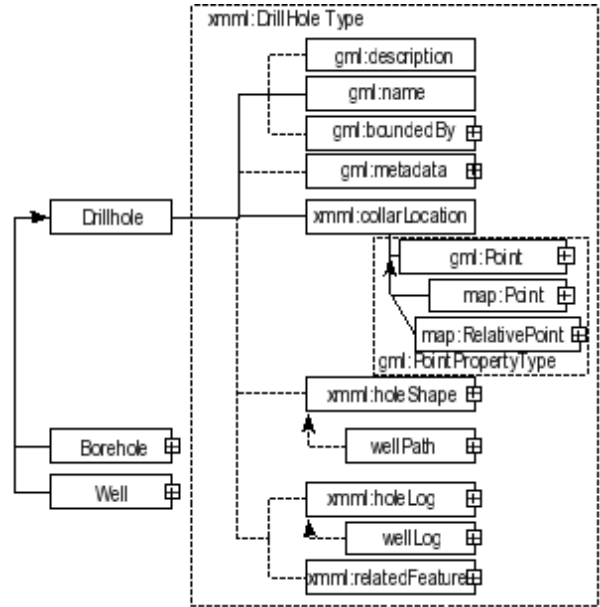 xmml:DrillHole Type
gml:description
gml:name
gml:boundedBy
gml:metadata
Drillhole
xmml:collarLocation
gml:Point
map:Point
map:RelativePoint
gml:PointPropertyType
xmml:holeShape
Borehole
wellPath
Well
xmml:holeLog
wellLog
xmml:relatedFeature